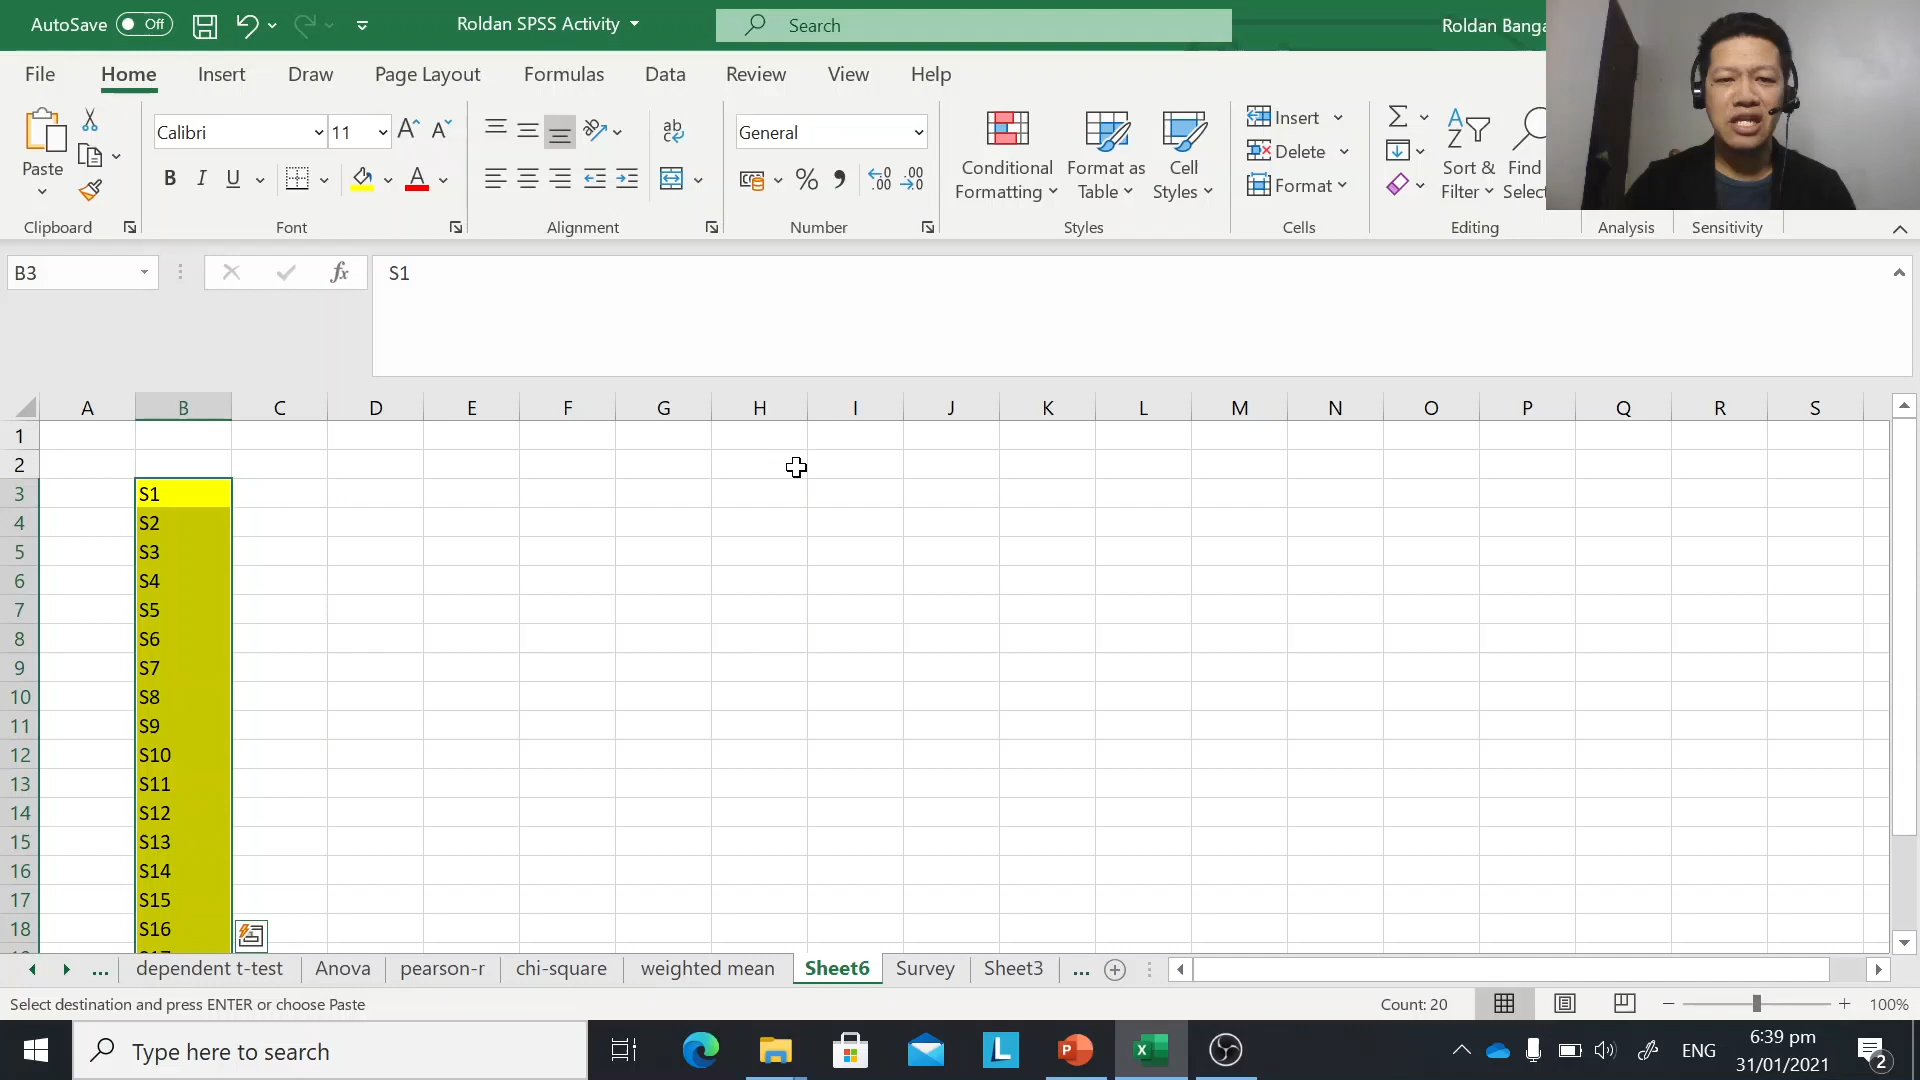 AutoSave Off Roldan SPSS Activity Search Roldan Banga
File Home Insert Draw Page Layout Formulas Data Review View Help
Paste
Clipboard
Calibri 11
B I U
Font
ab
Alignment
General
Number
Conditional Formatting
Format as Table
Cell Styles
Styles
Insert
Delete
Format
Cells
Sort & Filter
Find
Select
Editing
Analysis
Sensitivity
B3 fx S1
A B C D E F G H I J K L M N O P Q R S
1
2
3 S1
4 S2
5 S3
6 S4
7 S5
8 S6
9 S7
10 S8
11 S9
12 S10
13 S11
14 S12
15 S13
16 S14
17 S15
18 S16
... dependent t-test Anova pearson-r chi-square weighted mean Sheet6 Survey Sheet3 ...
Select destination and press ENTER or choose Paste Count: 20 100%
Type here to search ENG 6:39 pm
31/01/2021 2